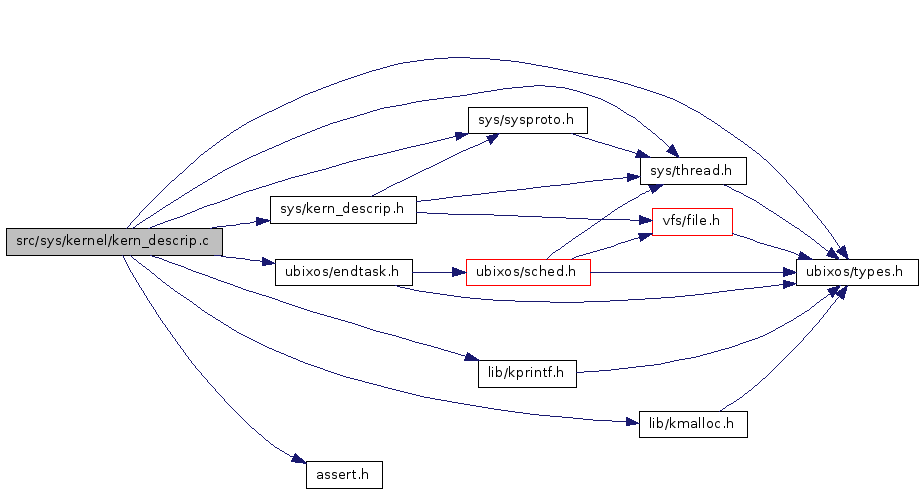 sys/sysproto.h
sys/thread.h
sys/kern_descrip.h
vfs/file.h
src/sys/kernel/kern_descrip.c
ubixos/endtask.h
ubixos/sched.h
ubixos/types.h
lib/kprintf.h
lib/kmalloc.h
assert.h